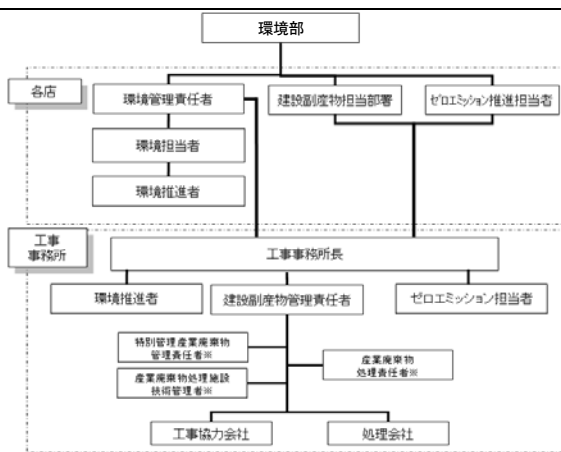 環境部
各店
環境管理責任者
建設副産物担当部署
ゼロエミッション推進担当者
環境担当者
環境推進者
工事
事務所
工事事務所長
環境推進者
建設副産物管理責任者
ゼロエミッション担当者
特別管理産業廃棄物
管理責任者※
産業廃棄物
処理責任者※
産業廃棄物処理施設
技術管理者※
工事協力会社
処理会社